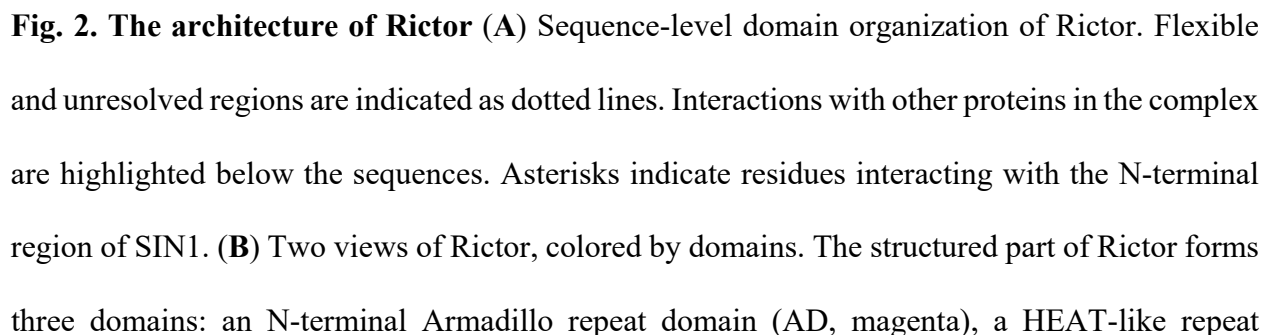 Fig. 2. The architecture of Rictor (A) Sequence-level domain organization of Rictor. Flexible
and unresolved regions are indicated as dotted lines. Interactions with other proteins in the complex
are highlighted below the sequences. Asterisks indicate residues interacting with the N-terminal
region of SIN1. (B) Two views of Rictor, colored by domains. The structured part of Rictor forms
three domains: an N-terminal Armadillo repeat domain (AD, magenta), a HEAT-like repeat